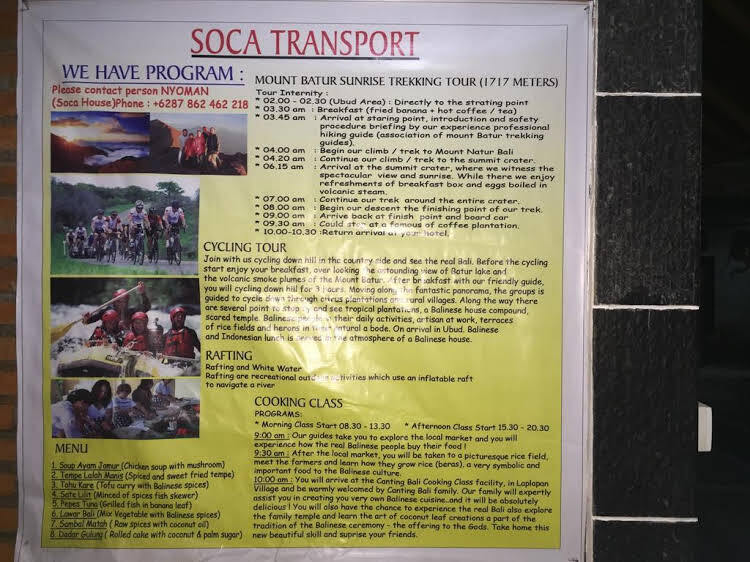 SOCA TRANSPORT
WE HAVE PROGRAM :
Please contact person NYOMAN
(Soca House)Phone : +6287 862 462 218
MOUNT BATUR SUNRISE TREKKING TOUR (1717 METERS)
Tour Internity :
* 02.00 - 02.30 (Ubud Area) : Directly to the strating point
* 03.30 am : Breakfast (fried banana + hot coffee / tea)
* 03.45 am : Arrival at staring point, introduction and safety
procedure briefing by our experience professional
hiking guide (association of mount Batur trekking
guides).
* 04.00 am : Begin our climb / trek to Mount Natur Bali
* 04.20 am : Continue our climb / trek to the summit crater.
* 06.15 am : Arrival at the summit crater, where we witness the
spectacular view and sunrise. While there we enjoy
refreshments of breakfast box and eggs boiled in
volcanic steam.
* 07.00 am : Continue our trek around the entire crater.
* 08.00 am : Begin our descent the finishing point of our trek.
* 09.00 am : Arrive back at finish point and board car
* 09.30 am : Could stop at a famous of coffee plantation.
* 10.00-10.30 :Return arrival at your hotel.
CYCLING TOUR
Join with us cycling down hill in the country side and see the real Bali. Before the cycling
start enjoy your breakfast, over looking astounding view of Batur lake and
the volcanic smoke plumes of the Mount Batur. After breakfast with our friendly guide,
you will cycling down hill for 3 hours. Moving along the fantastic panorama, the groups is
guided to cycle down through citrus plantations and rural villages. Along the way there
are several point to stop by and see tropical plantations, a Balinese house compound,
scared temple. Balinese people in their daily activities, artisan at work, terraces
of rice fields and herons in their natural a bode. On arrival in Ubud. Balinese
and Indonesian lunch is served in the atmosphere of a Balinese house.
RAFTING
Rafting and White Water
Rafting are recreational outdoor activities which use an inflatable raft
to navigate a river
COOKING CLASS
PROGRAMS:
* Morning Class Start 08.30 - 13.30 * Afternoon Class Start 15.30 - 20.30
9:00 am : Our guides take you to explore the local market and you will
experience how the real Balinese people buy their food !
9:30 am : After the local market, you will be taken to a picturesque rice field,
meet the farmers and learn how they grow rice (beras), a very symbolic and
important food to the Balinese culture.
10:00 am : You will arrived at the Canting Bali Cooking Class facility, in Laplapan
Village and be warmly welcomed by Canting Bali family. Our family will expertly
assist you in creating you very own Balinese cuisine..and it will be absolutely
delicious ! You will also have the chance to experience the real Bali also explore
the family temple and learn the art of coconut leaf creations a part of the
tradition of the Balinese ceremony - the offering to the Gods. Take home this
new beautiful skill and suprise your friends.
MENU
1. Soup Ayam Jamur (Chicken soup with mushroom)
2. Tempe Lalah Manis (Spiced and sweet fried tempe)
3. Tahu Kare (Tofu curry with Balinese spices)
4. Sate Lilit (Minced of spices fish skewer)
5. Pepes Tuna (Grilled fish in banana leaf)
6. Lawar Bali (Mix Vegetable with Balinese spices)
7. Sambal Matah ( Raw spices with coconut oil)
8. Dadar Gulung ( Rolled cake with coconut & palm sugar)